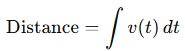 Distance = ∫ v(t) dt